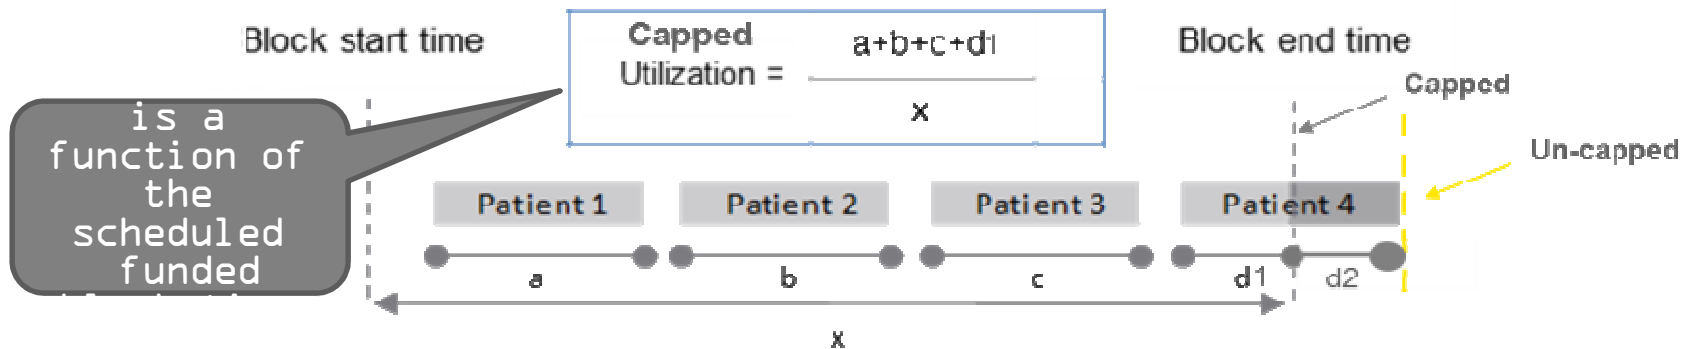 Block start time
Capped
Utilization =
a+b+c+d1
x
Block end time
Capped
Un-capped
is a
function of
the
scheduled
funded
Patient 1
Patient 2
Patient 3
Patient 4
a
b
c
d1
d2
x